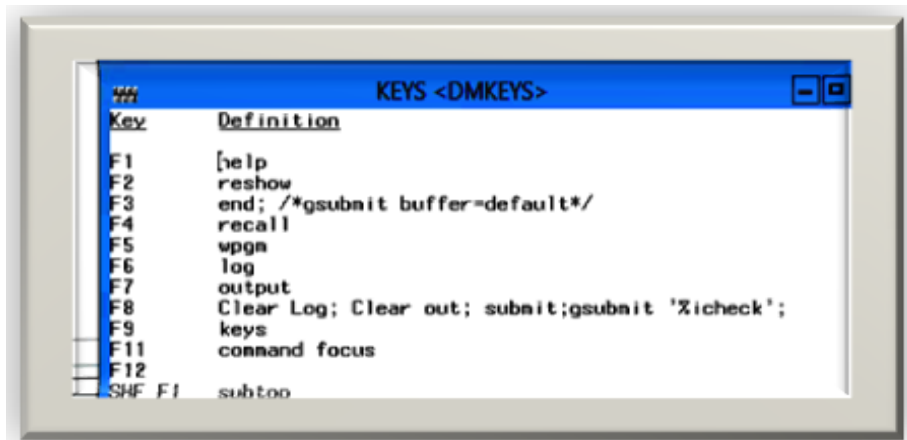 KEYS <DMKEYS>
Key Definition
F1 help
F2 reshow
F3 end; /*gsubmit buffer=default*/
F4 recall
F5 wpgm
F6 log
F7 output
F8 Clear Log; Clear out; submit;gsubmit '%icheck';
F9 keys
F11 command focus
F12
SHF F1 subtop